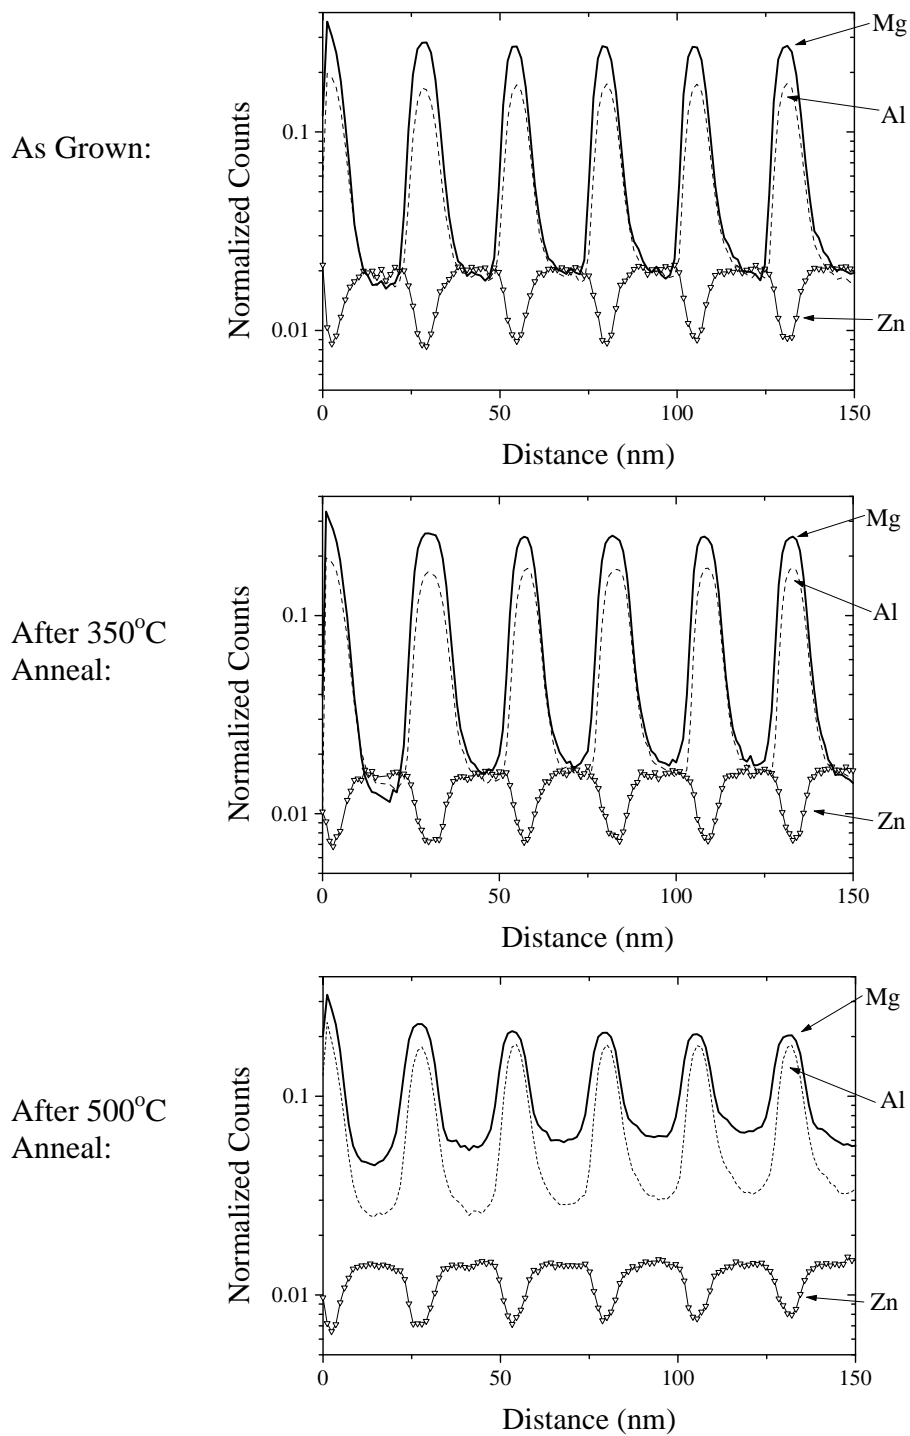 As Grown:
Normalized Counts
0.1
0.01
0
50
100
150
Distance (nm)
Mg
Al
Zn
After 350°C
Anneal:
Normalized Counts
0.1
0.01
0
50
100
150
Distance (nm)
Mg
Al
Zn
After 500°C
Anneal:
Normalized Counts
0.1
0.01
0
50
100
150
Distance (nm)
Mg
Al
Zn